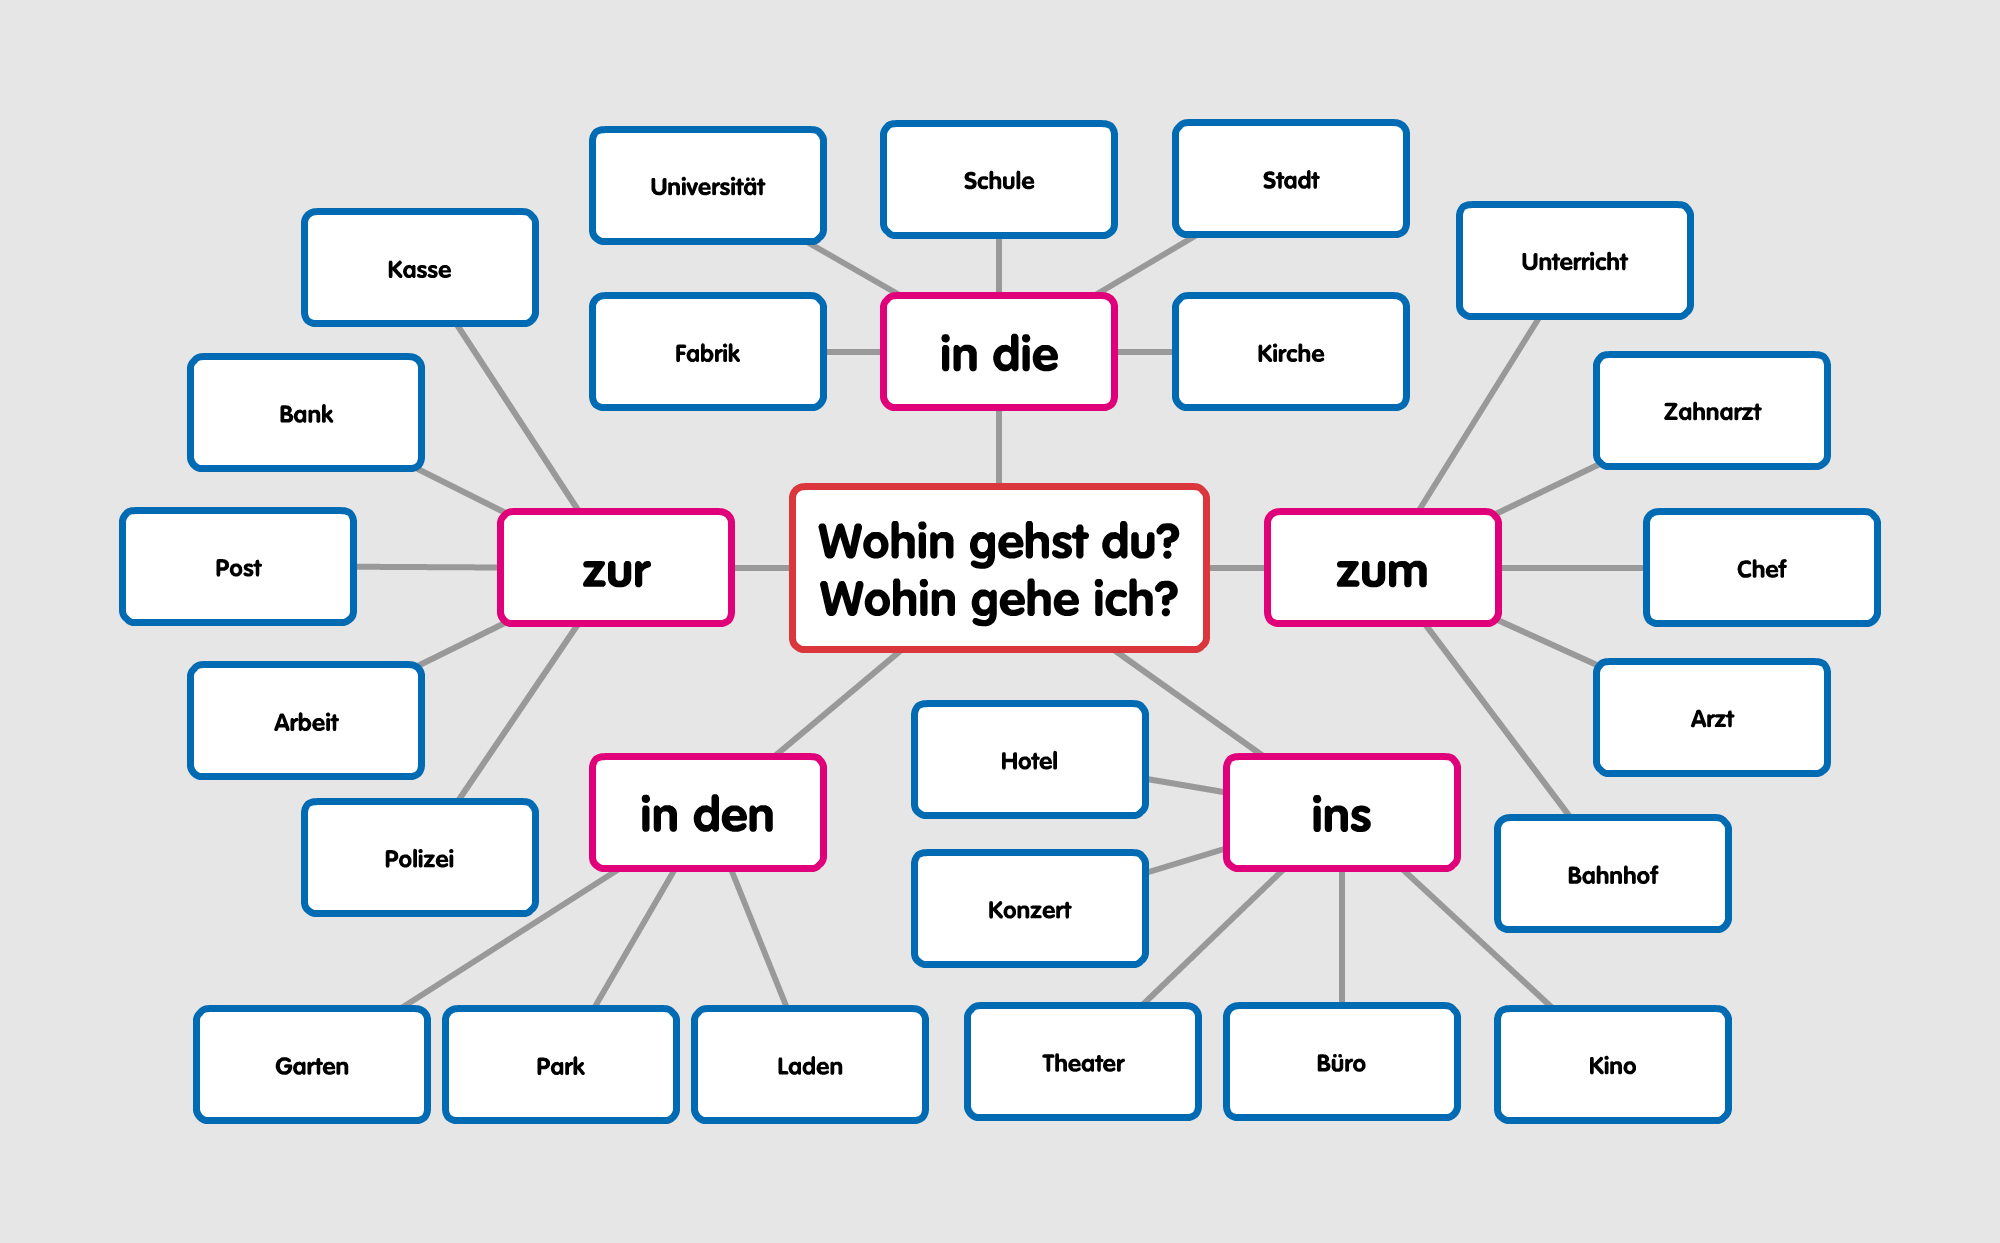 Universität
Schule
Stadt
Unterricht
Kasse
Fabrik
in die
Kirche
Bank
Zahnarzt
Post
zur
Wohin gehst du?
Wohin gehe ich?
zum
Chef
Arbeit
Arzt
Hotel
in den
ins
Polizei
Bahnhof
Konzert
Garten
Park
Laden
Theater
Büro
Kino